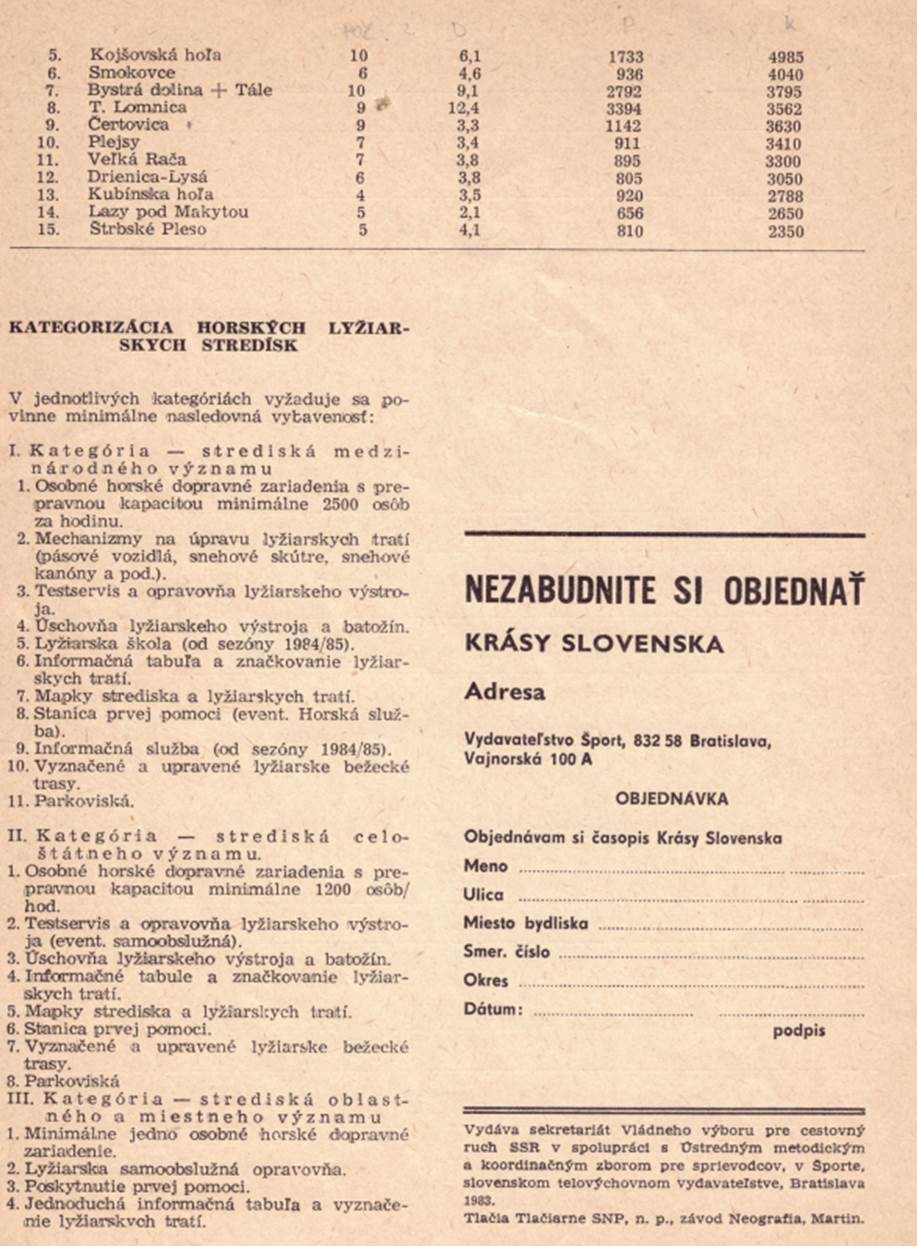 D P k
5. Kojšovská hoľa 10 6,1 1733 4985
6. Smokovce 6 4,6 936 4040
7. Bystrá dolina + Tále 10 9,1 2792 3795
8. T. Lomnica 9 12,4 3394 3562
9. Čertovica 9 3,3 1142 3630
10. Plejsy 7 3,4 911 3410
11. Veľká Rača 7 3,8 895 3300
12. Drienica-Lysá 6 3,8 805 3050
13. Kubínska hoľa 4 3,5 920 2788
14. Lazy pod Makytou 5 2,1 656 2650
15. Štrbské Pleso 5 4,1 810 2350
KATEGORIZÁCIA HORSKÝCH LYŽIAR-
SKYCH STREDÍSK
V jednotlivých kategóriách vyžaduje sa po-
vinne minimálne nasledovná vybavenosť:
I. Kategória — strediská medzi-
národného významu
1. Osobné horské dopravné zariadenia s pre-
pravnou kapacitou minimálne 2500 osôb
za hodinu.
2. Mechanizmy na úpravu lyžiarskych tratí
(pásové vozidlá, snehové skútre, snehové
kanóny a pod.).
3. Testservis a opravovňa lyžiarskeho výstro-
ja.
4. Úschovňa lyžiarskeho výstroja a batožín.
5. Lyžiarska škola (od sezóny 1984/85).
6. Informačná tabuľa a značkovanie lyžiar-
skych tratí.
7. Mapky strediska a lyžiarskych tratí.
8. Stanica prvej pomoci (event. Horská služ-
ba).
9. Informačná služba (od sezóny 1984/85).
10. Vyznačené a upravené lyžiarske bežecké
trasy.
11. Parkoviská.
II. Kategória — strediská celo-
štátneho významu.
1. Osobné horské dopravné zariadenia s pre-
pravnou kapacitou minimálne 1200 osôb/
hod.
2. Testservis a opravovňa lyžiarskeho výstro-
ja (event. samoobslužná).
3. Úschovňa lyžiarskeho výstroja a batožín.
4. Informačné tabule a značkovanie lyžiar-
skych tratí.
5. Mapky strediska a lyžiarskych tratí.
6. Stanica prvej pomoci.
7. Vyznačené a upravené lyžiarske bežecké
trasy.
8. Parkoviská
III. Kategória — strediská oblast-
ného a miestneho významu
1. Minimálne jedno osobné horské dopravné
zariadenie.
2. Lyžiarska samoobslužná opravovňa.
3. Poskytnutie prvej pomoci.
4. Jednoduchá informačná tabuľa a vyznače-
nie lyžiarskych tratí.
NEZABUDNITE SI OBJEDNAŤ
KRÁSY SLOVENSKA
Adresa
Vydavateľstvo Šport, 832 58 Bratislava,
Vajnorská 100 A
OBJEDNÁVKA
Objednávam si časopis Krásy Slovenska
Meno
Ulica
Miesto bydliska
Smer. číslo
Okres
Dátum:
podpis
Vydáva sekretariát Vládneho výboru pre cestovný
ruch SSR v spolupráci s Ústredným metodickým
a koordinačným zborom pre sprievodcov, v Športe,
slovenskom telovýchovnom vydavateľstve, Bratislava
1983.
Tlačia Tlačiarne SNP, n. p., závod Neografia, Martin.